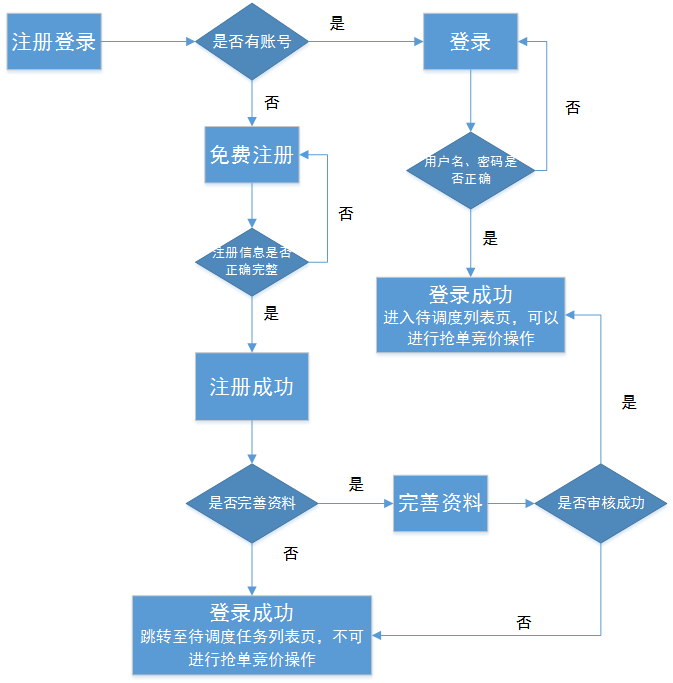 注册登录
是否有账号
是
登录
否
否
免费注册
用户名、密码是
否正确
否
是
注册信息是否
正确完整
是
登录成功
进入待调度列表页，可以
进行抢单竞价操作
注册成功
是
是否完善资料
是
完善资料
是否审核成功
否
登录成功
跳转至待调度任务列表页，不可
进行抢单竞价操作
否